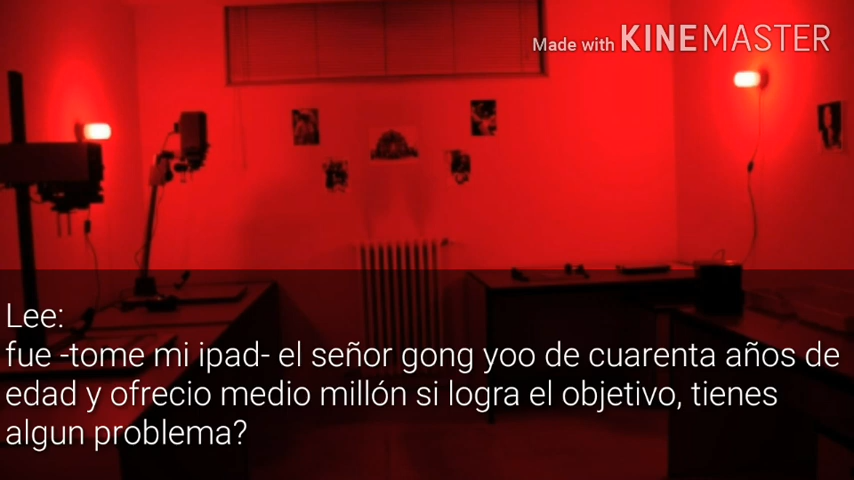 Made with KINEMASTER
Lee:
fue -tome mi ipad- el señor gong yoo de cuarenta años de
edad y ofrecio medio millón si logra el objetivo, tienes
algun problema?